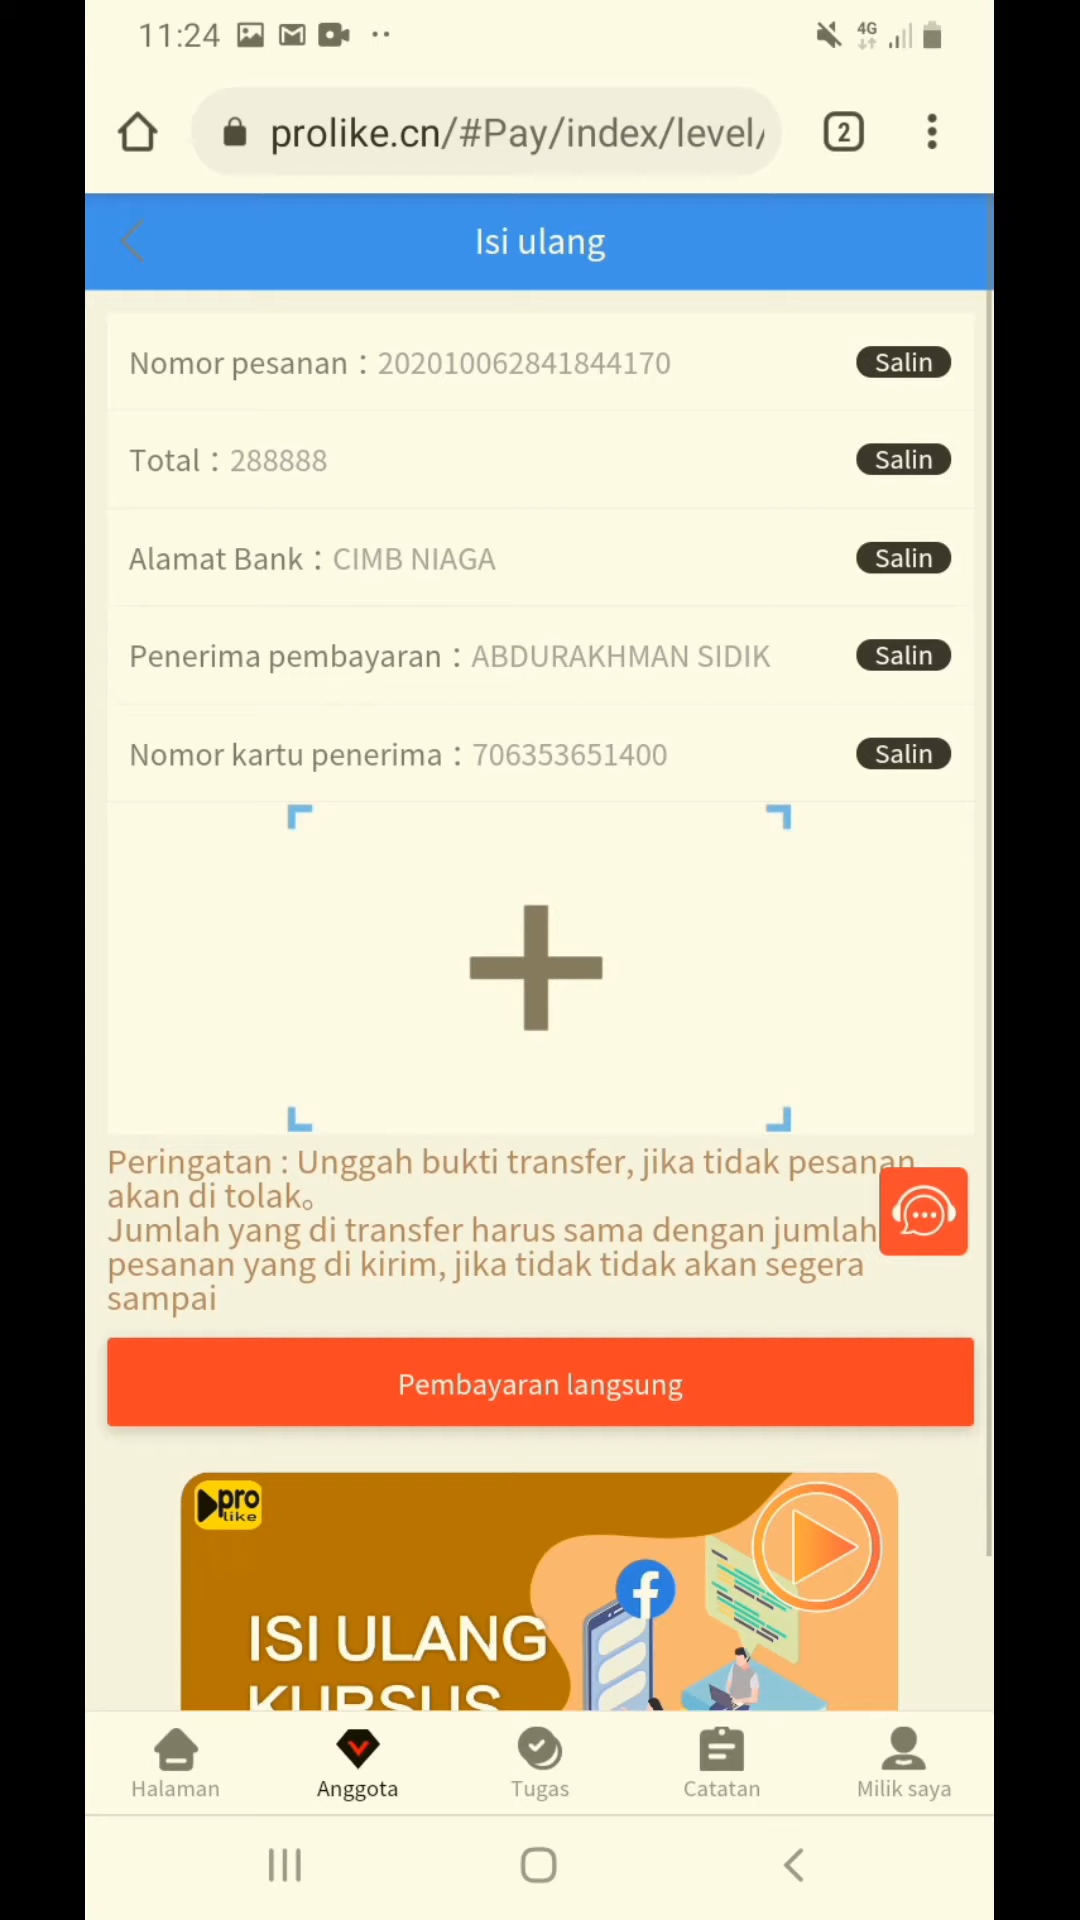 11:24
4G
prolike.cn/#Pay/index/level/
2
Isi ulang
Nomor pesanan：202010062841844170
Salin
Total：288888
Salin
Alamat Bank：CIMB NIAGA
Salin
Penerima pembayaran：ABDURAKHMAN SIDIK
Salin
Nomor kartu penerima：706353651400
Salin
Peringatan : Unggah bukti transfer, jika tidak pesanan
akan di tolak。
Jumlah yang di transfer harus sama dengan jumlah
pesanan yang di kirim, jika tidak tidak akan segera
sampai
Pembayaran langsung
pro
like
ISI ULANG
KURSUS
Halaman
Anggota
Tugas
Catatan
Milik saya